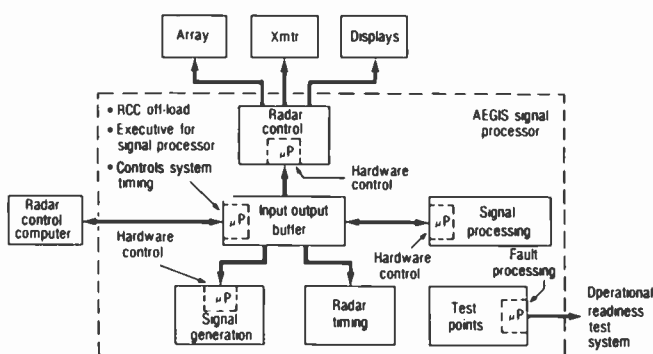 Array
Xmtr
Displays
• RCC off-load
• Executive for
signal processor
• Controls system
timing
Radar
control
μP
AEGIS signal
processor
Hardware
control
Radar
control
computer
μP
Input output
buffer
μP
Signal
processing
Hardware
control
Hardware
control
Fault
processing
μP
Signal
generation
Radar
timing
Test
points
μP
Operational
readiness
test
system